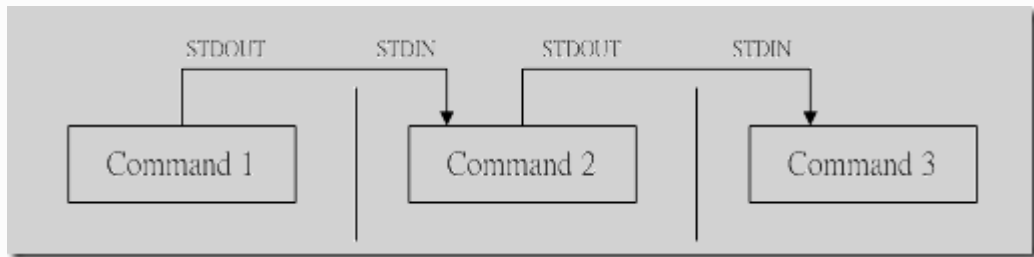 STDOUT STDIN STDOUT STDIN
Command 1 Command 2 Command 3